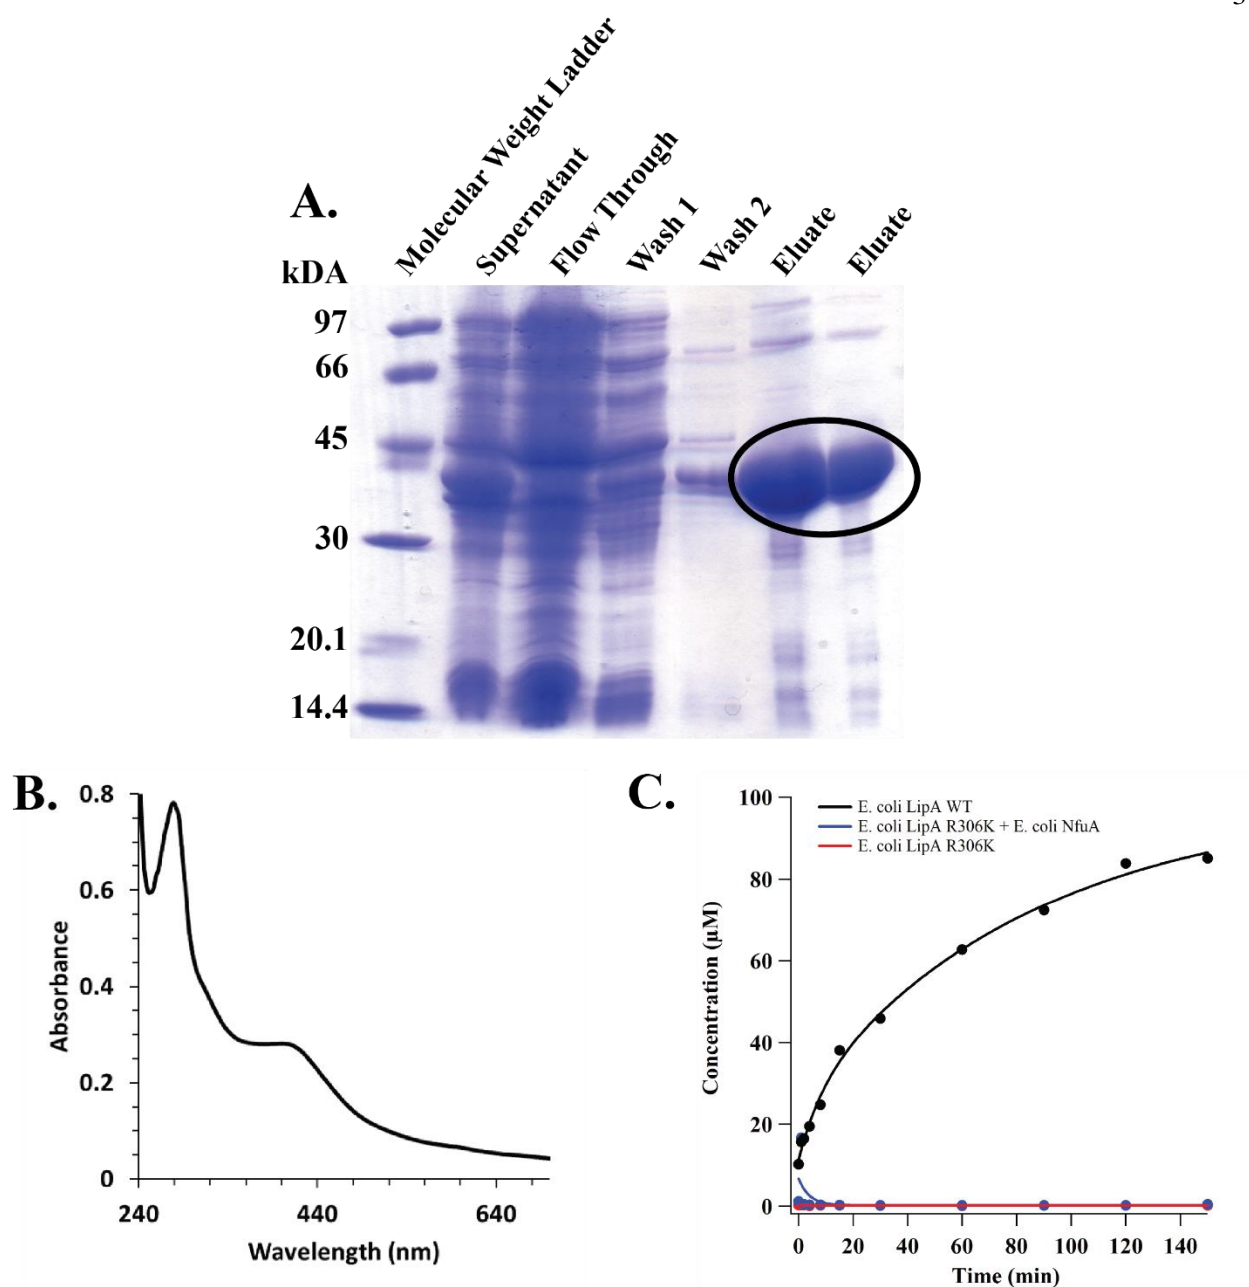 A.
Molecular Weight Ladder
Supernatant
Flow Through
Wash 1
Wash 2
Eluate
Eluate
kDA
97
66
45
30
20.1
14.4
B.
0.8
0.6
0.4
0.2
0
Absorbance
240 440 640
Wavelength (nm)
C.
100
80
60
40
20
0
Concentration (µM)
E. coli LipA WT
E. coli LipA R306K + E. coli NfuA
E. coli LipA R306K
0 20 40 60 80 100 120 140
Time (min)